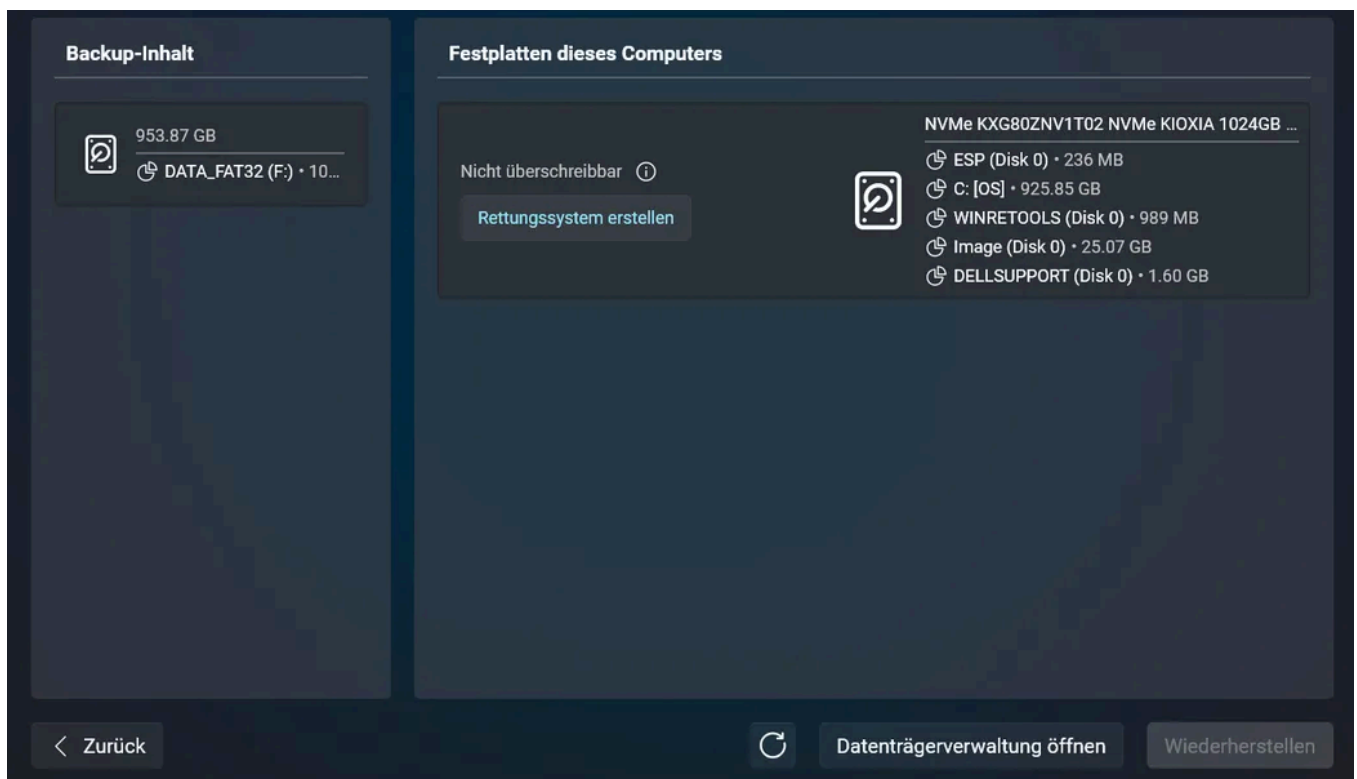 Backup-Inhalt
953.87 GB
DATA_FAT32 (F:) • 10...
Festplatten dieses Computers
Nicht überschreibbar
Rettungssystem erstellen
NVMe KXG80ZNV1T02 NVMe KIOXIA 1024GB ...
ESP (Disk 0) • 236 MB
C: [OS] • 925.85 GB
WINRETOOLS (Disk 0) • 989 MB
Image (Disk 0) • 25.07 GB
DELLSUPPORT (Disk 0) • 1.60 GB
Zurück
Datenträgerverwaltung öffnen
Wiederherstellen